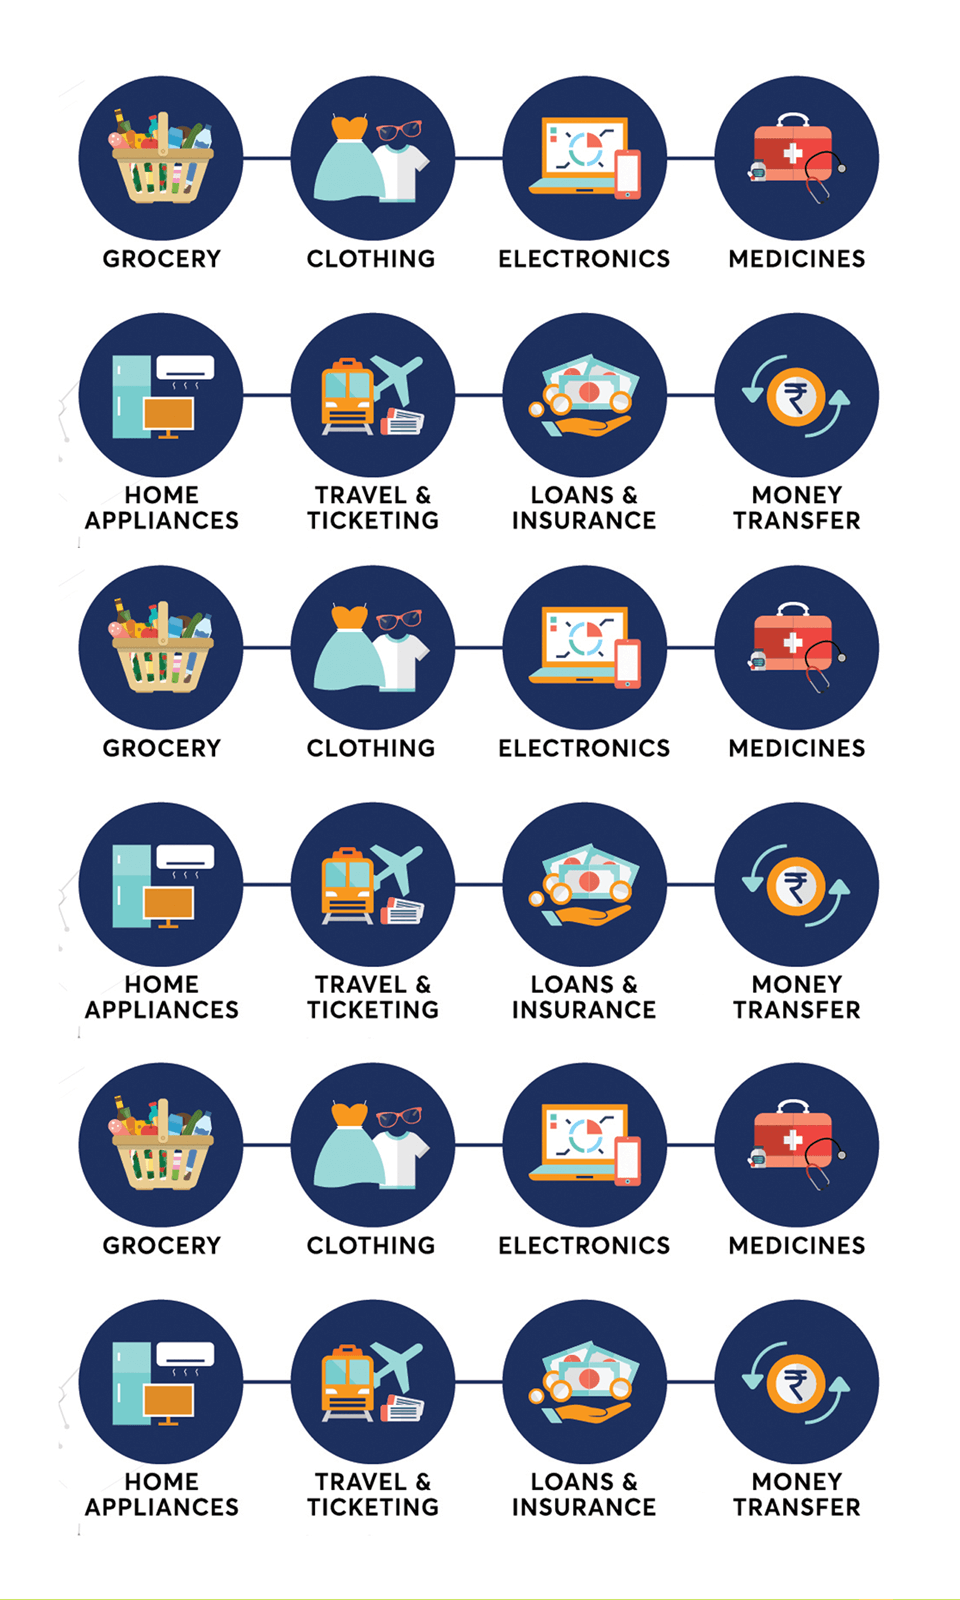 GROCERY CLOTHING ELECTRONICS MEDICINES
HOME TRAVEL & LOANS & MONEY
APPLIANCES TICKETING INSURANCE TRANSFER
GROCERY CLOTHING ELECTRONICS MEDICINES
HOME TRAVEL & LOANS & MONEY
APPLIANCES TICKETING INSURANCE TRANSFER
GROCERY CLOTHING ELECTRONICS MEDICINES
HOME TRAVEL & LOANS & MONEY
APPLIANCES TICKETING INSURANCE TRANSFER